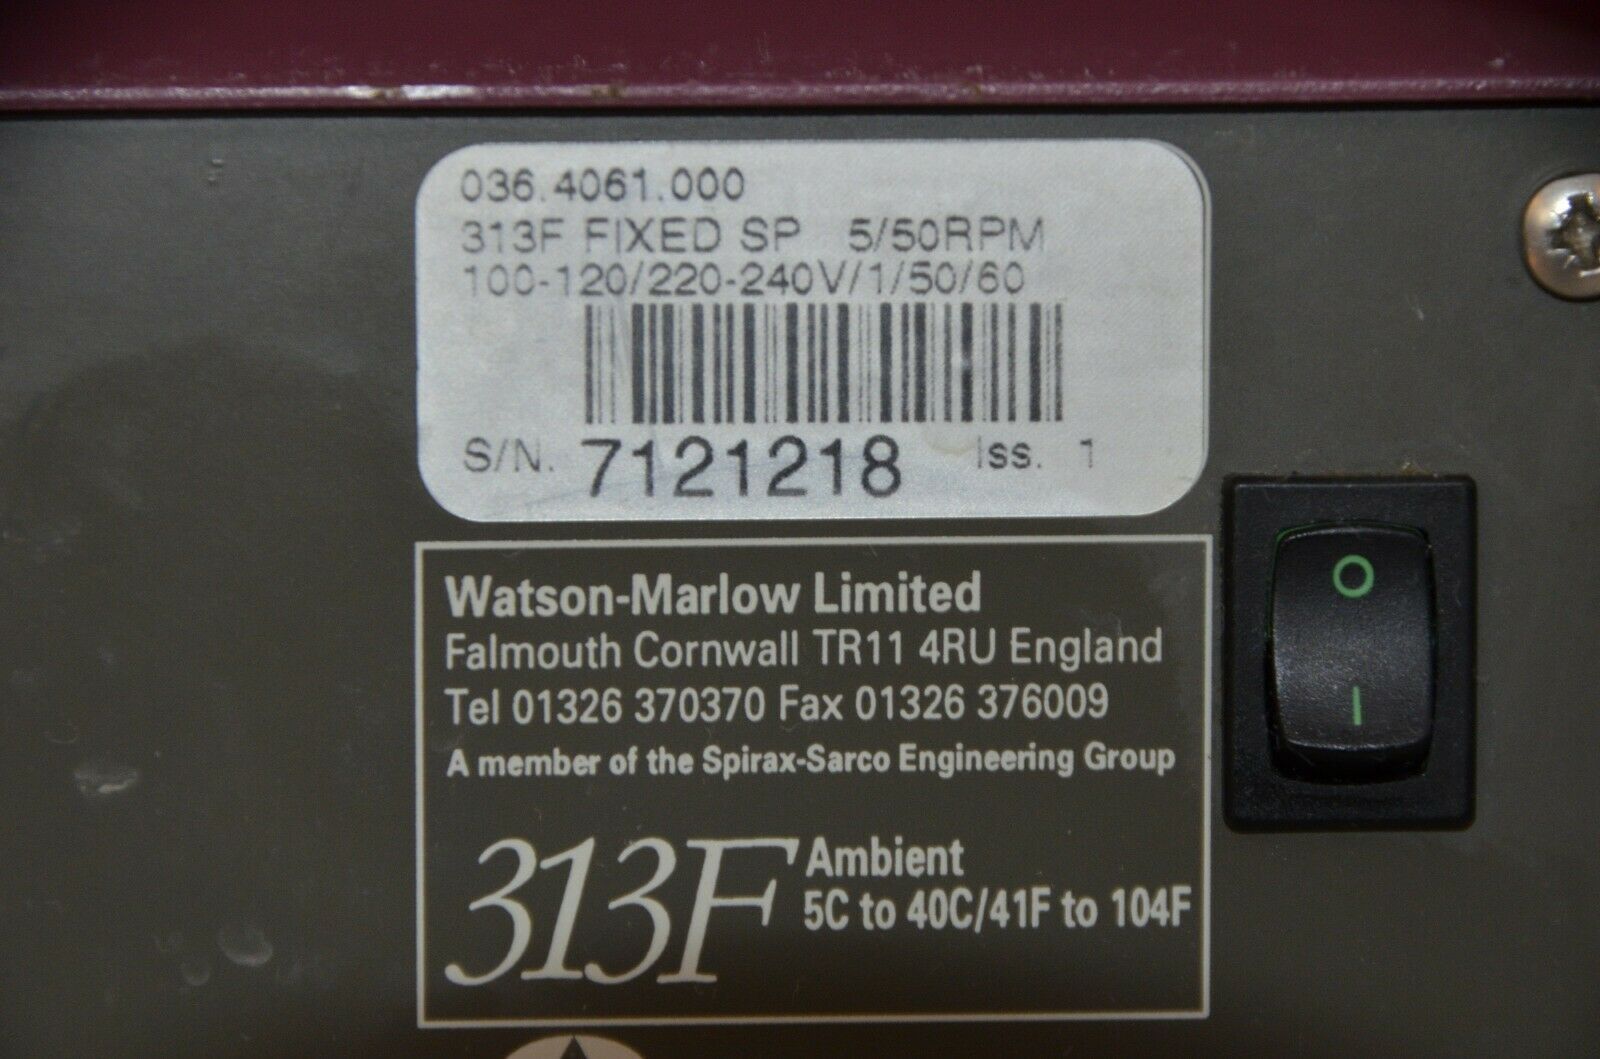 036.4061.000
313F FIXED SP 5/50RPM
100-120/220-240V/1/50/60
S/N. 7121218 Iss. 1
Watson-Marlow Limited
Falmouth Cornwall TR11 4RU England
Tel 01326 370370 Fax 01326 376009
A member of the Spirax-Sarco Engineering Group
313F Ambient
5C to 40C/41F to 104F
O
I